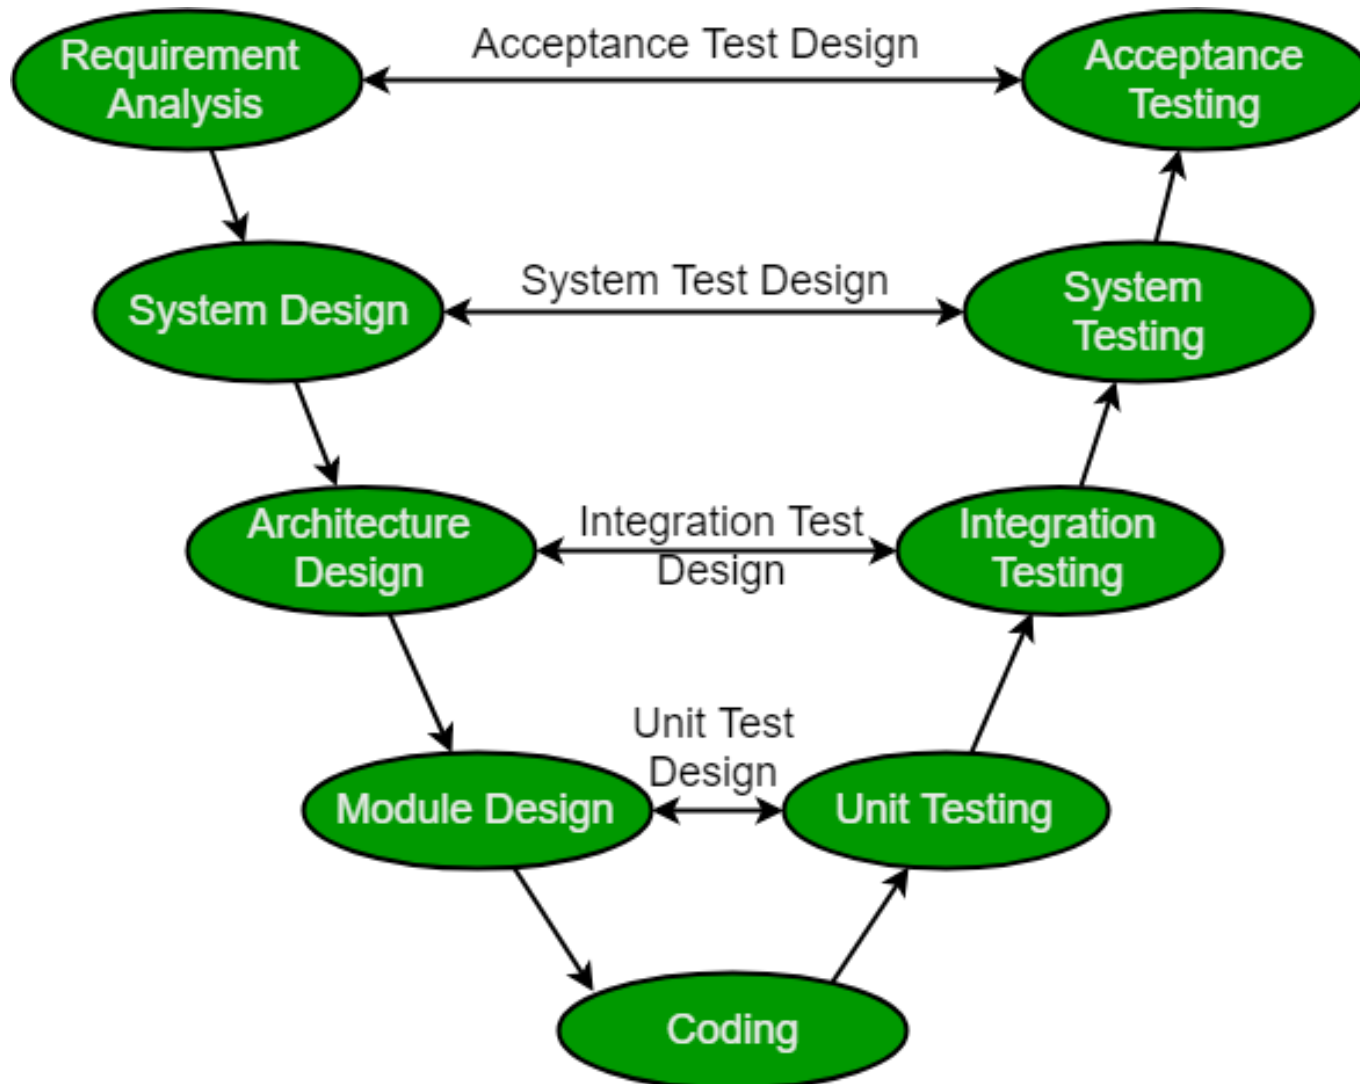 Requirement
Analysis
Acceptance Test Design
Acceptance
Testing
System Design
System Test Design
System
Testing
Architecture
Design
Integration Test
Design
Integration
Testing
Module Design
Unit Test
Design
Unit Testing
Coding